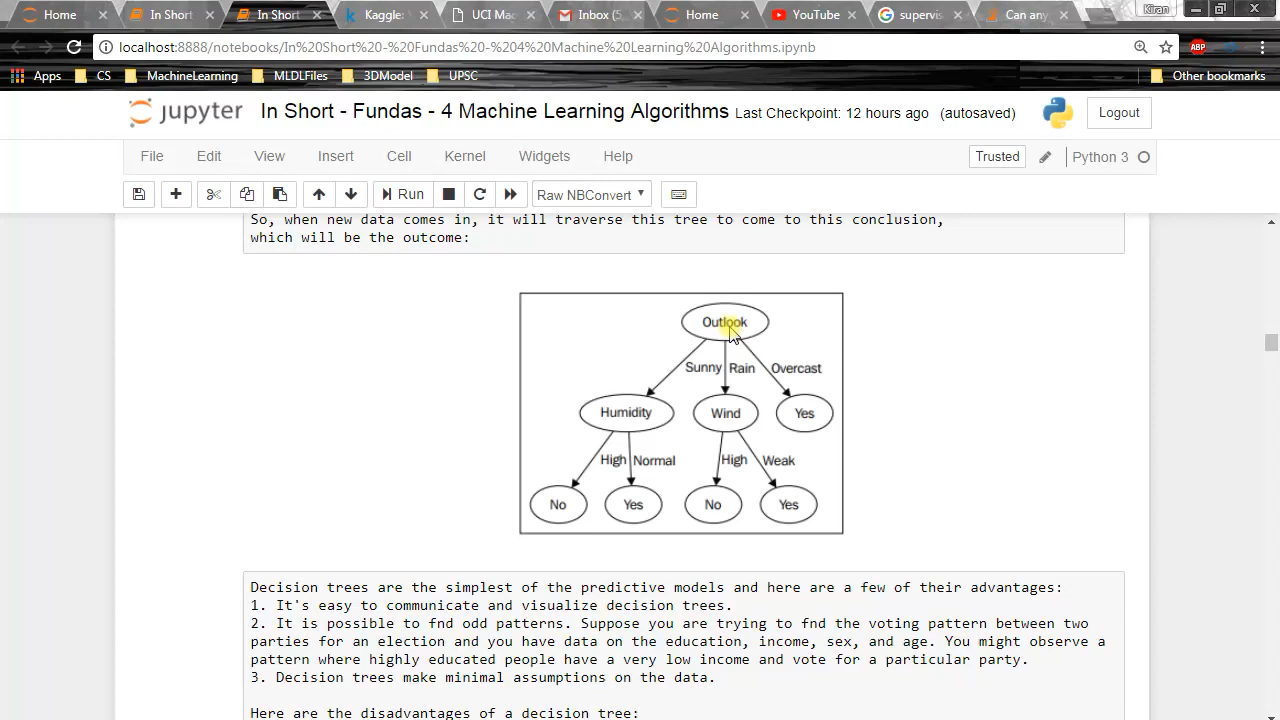 Home
In Short
In Short
Kaggle:
UCI Mac
Inbox (5,
Home
YouTube
supervis
Can any
Kiran
localhost:8888/notebooks/In%20Short%20-%20Fundas%20-%204%20Machine%20Learning%20Algorithms.ipynb
ABP
Apps CS MachineLearning MLDLFiles 3DModel UPSC Other bookmarks
jupyter In Short - Fundas - 4 Machine Learning Algorithms Last Checkpoint: 12 hours ago (autosaved) Logout
File Edit View Insert Cell Kernel Widgets Help Trusted Python 3
Run Raw NBConvert
So, when new data comes in, it will traverse this tree to come to this conclusion,
which will be the outcome:
Outlook
Sunny Rain Overcast
Humidity Wind Yes
High Normal High Weak
No Yes No Yes
Decision trees are the simplest of the predictive models and here are a few of their advantages:
1. It's easy to communicate and visualize decision trees.
2. It is possible to fnd odd patterns. Suppose you are trying to fnd the voting pattern between two
parties for an election and you have data on the education, income, sex, and age. You might observe a
pattern where highly educated people have a very low income and vote for a particular party.
3. Decision trees make minimal assumptions on the data.
Here are the disadvantages of a decision tree: